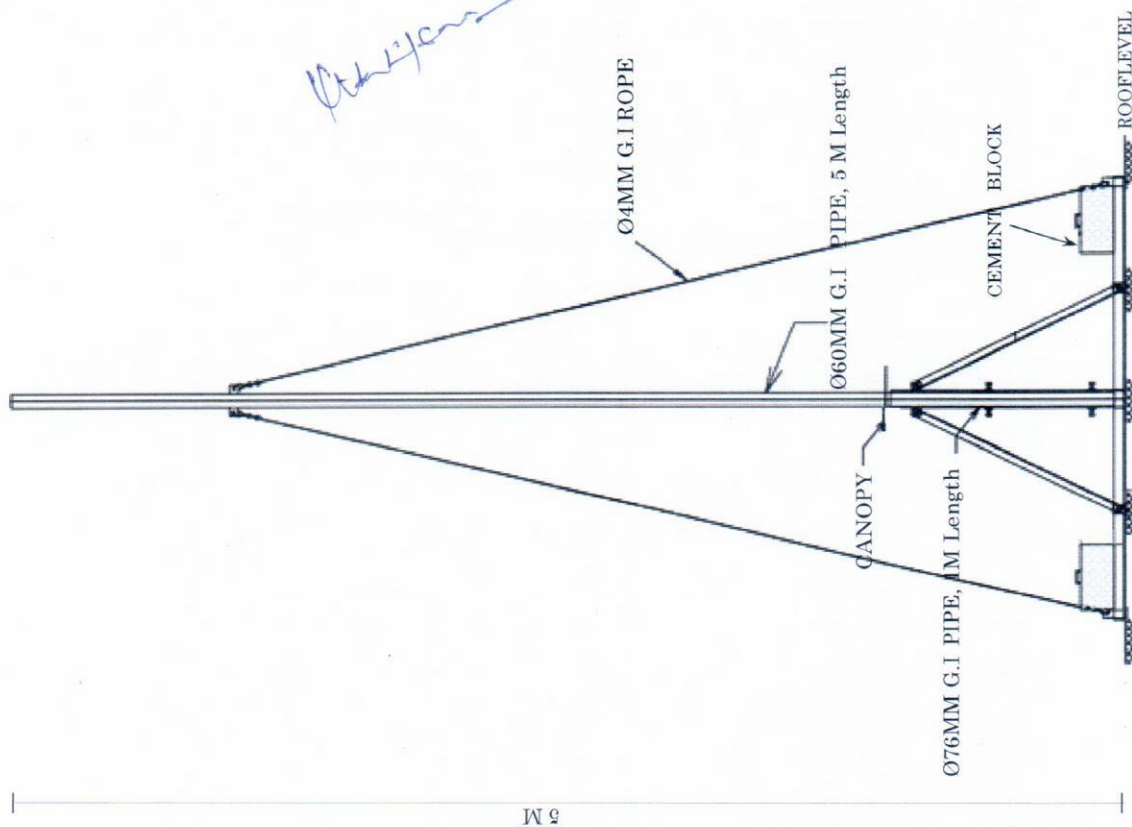 Ø4MM G.I ROPE
Ø60MM G.I PIPE, 5 M Length
CANOPY
Ø76MM G.I PIPE, 1M Length
CEMENT BLOCK
ROOFLEVEL
5 M